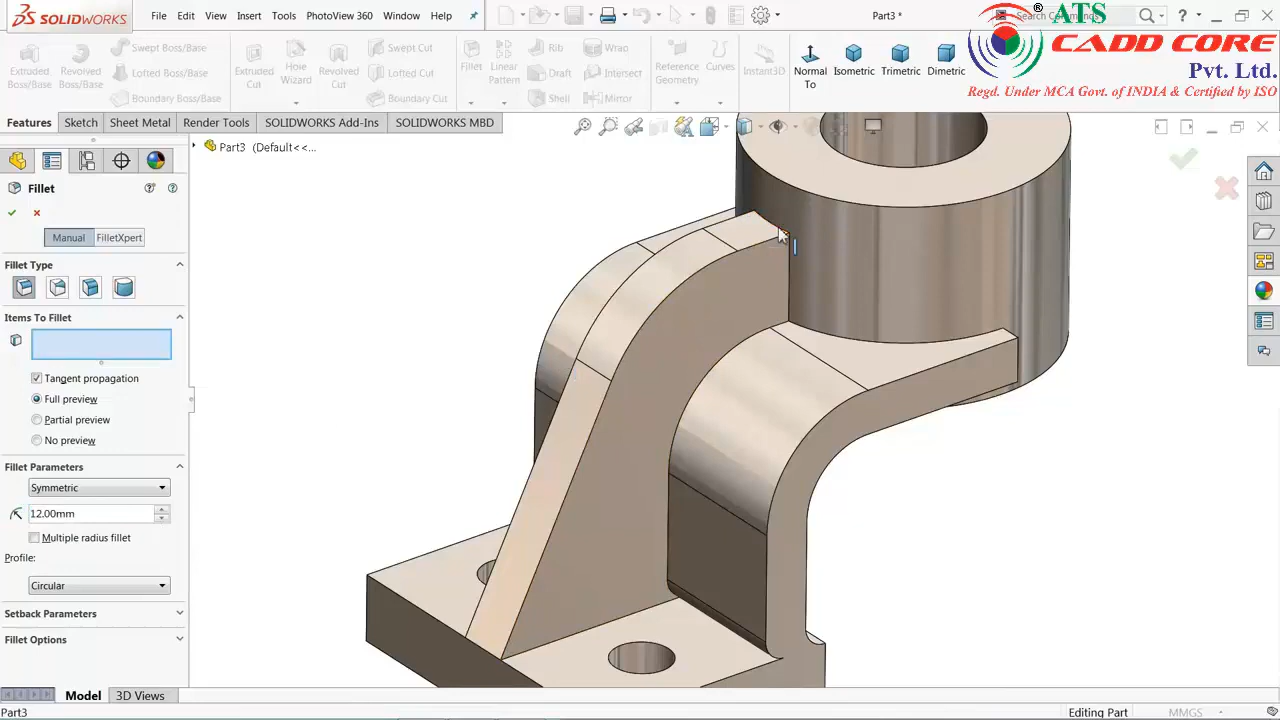 SOLIDWORKS File Edit View Insert Tools PhotoView 360 Window Help Part3 * Search Commands
® ATS
CADD CORE
Pvt. Ltd.
Regd. Under MCA Govt. of INDIA & Certified by ISO
Extruded Boss/Base
Revolved Boss/Base
Swept Boss/Base
Lofted Boss/Base
Boundary Boss/Base
Extruded Cut
Hole Wizard
Revolved Cut
Swept Cut
Lofted Cut
Boundary Cut
Fillet
Linear Pattern
Rib
Draft
Shell
Wrap
Intersect
Mirror
Reference Geometry
Curves
Instant3D
Normal To
Isometric
Trimetric
Dimetric
Features Sketch Sheet Metal Render Tools SOLIDWORKS Add-Ins SOLIDWORKS MBD
Part3 (Default<<...
Fillet
Manual FilletXpert
Fillet Type
Items To Fillet
Tangent propagation
Full preview
Partial preview
No preview
Fillet Parameters
Symmetric
12.00mm
Multiple radius fillet
Profile:
Circular
Setback Parameters
Fillet Options
Model 3D Views
Part3 Editing Part MMGS